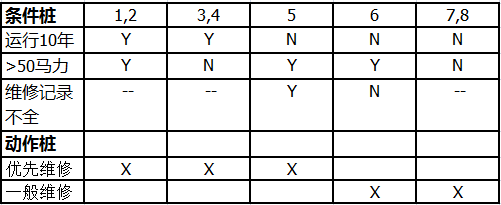 条件桩 1,2 3,4 5 6 7,8
运行10年 Y Y N N N
>50马力 Y N Y Y N
维修记录 -- -- Y N --
不全
动作桩
优先维修 X X X
一般维修 X X